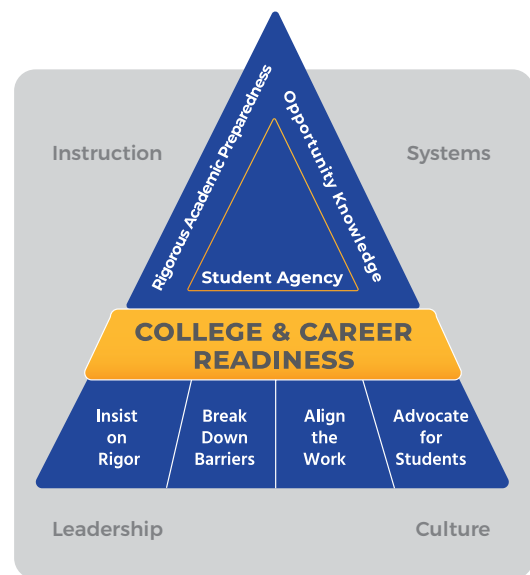 Instruction
Systems
Rigorous Academic Preparedness
Opportunity Knowledge
Student Agency
COLLEGE & CAREER
READINESS
Insist
on
Rigor
Break
Down
Barriers
Align
the
Work
Advocate
for
Students
Leadership
Culture